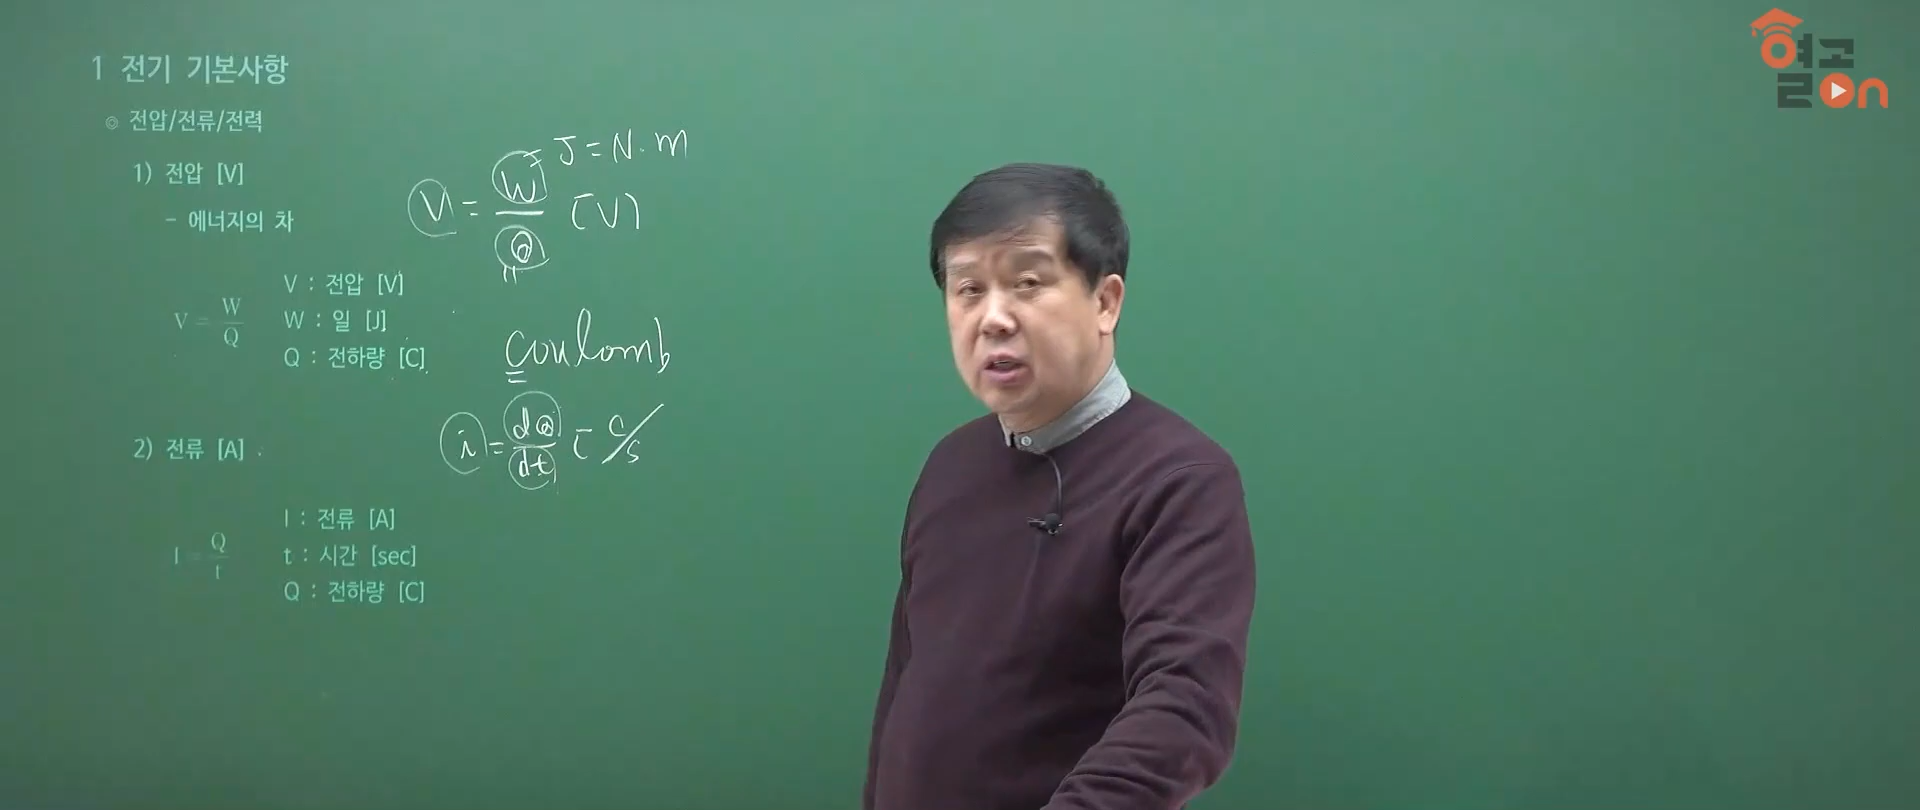 1 전기 기본사항
◎ 전압/전류/전력
1) 전압 [V]
- 에너지의 차
V = W/Q
V : 전압 [V]
W : 일 [J]
Q : 전하량 [C]
2) 전류 [A]
I = Q/t
I : 전류 [A]
t : 시간 [sec]
Q : 전하량 [C]
V = W/Q [V]
= J = N·m
coulomb
i = dQ/dt [C/s
열공On